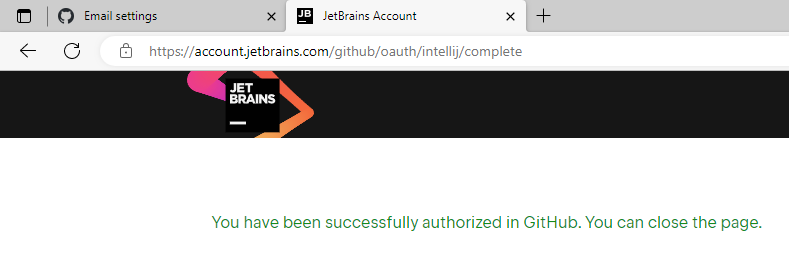 Email settings
JB
JetBrains Account
https://account.jetbrains.com/github/oauth/intellij/complete
JET
BRAINS
You have been successfully authorized in GitHub. You can close the page.